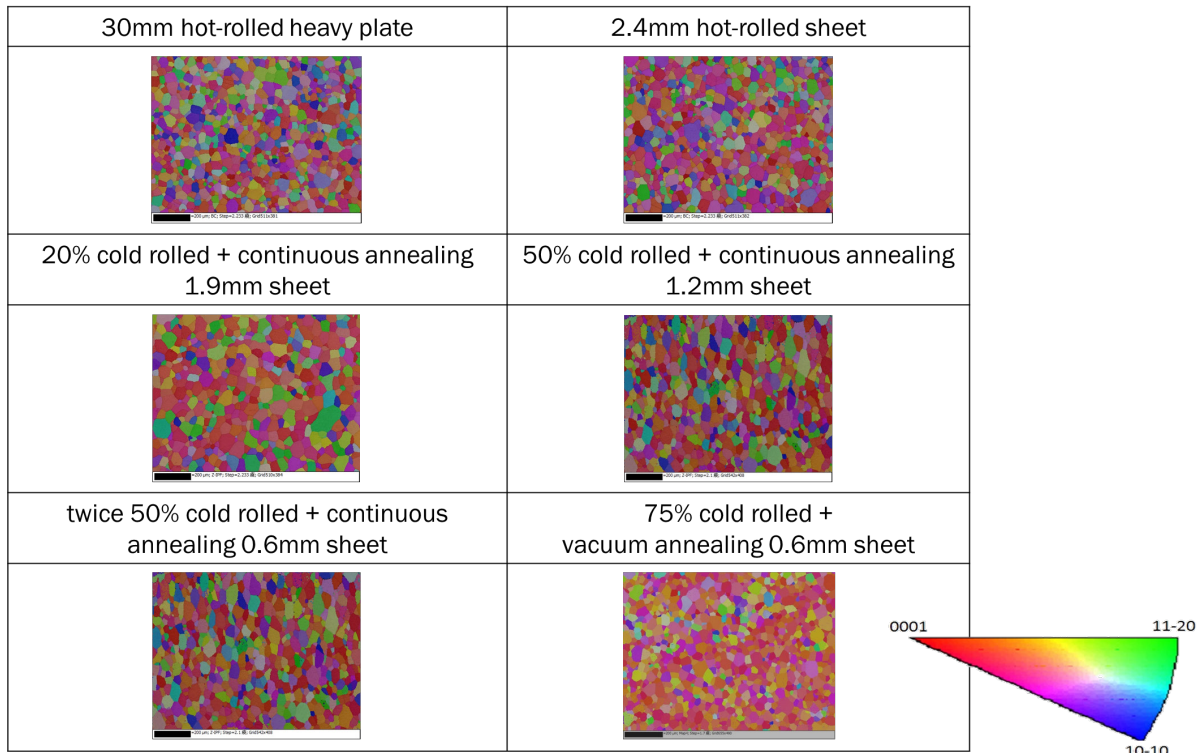 30mm hot-rolled heavy plate
2.4mm hot-rolled sheet
20% cold rolled + continuous annealing
1.9mm sheet
50% cold rolled + continuous annealing
1.2mm sheet
twice 50% cold rolled + continuous
annealing 0.6mm sheet
75% cold rolled +
vacuum annealing 0.6mm sheet
0001
11-20
10-10